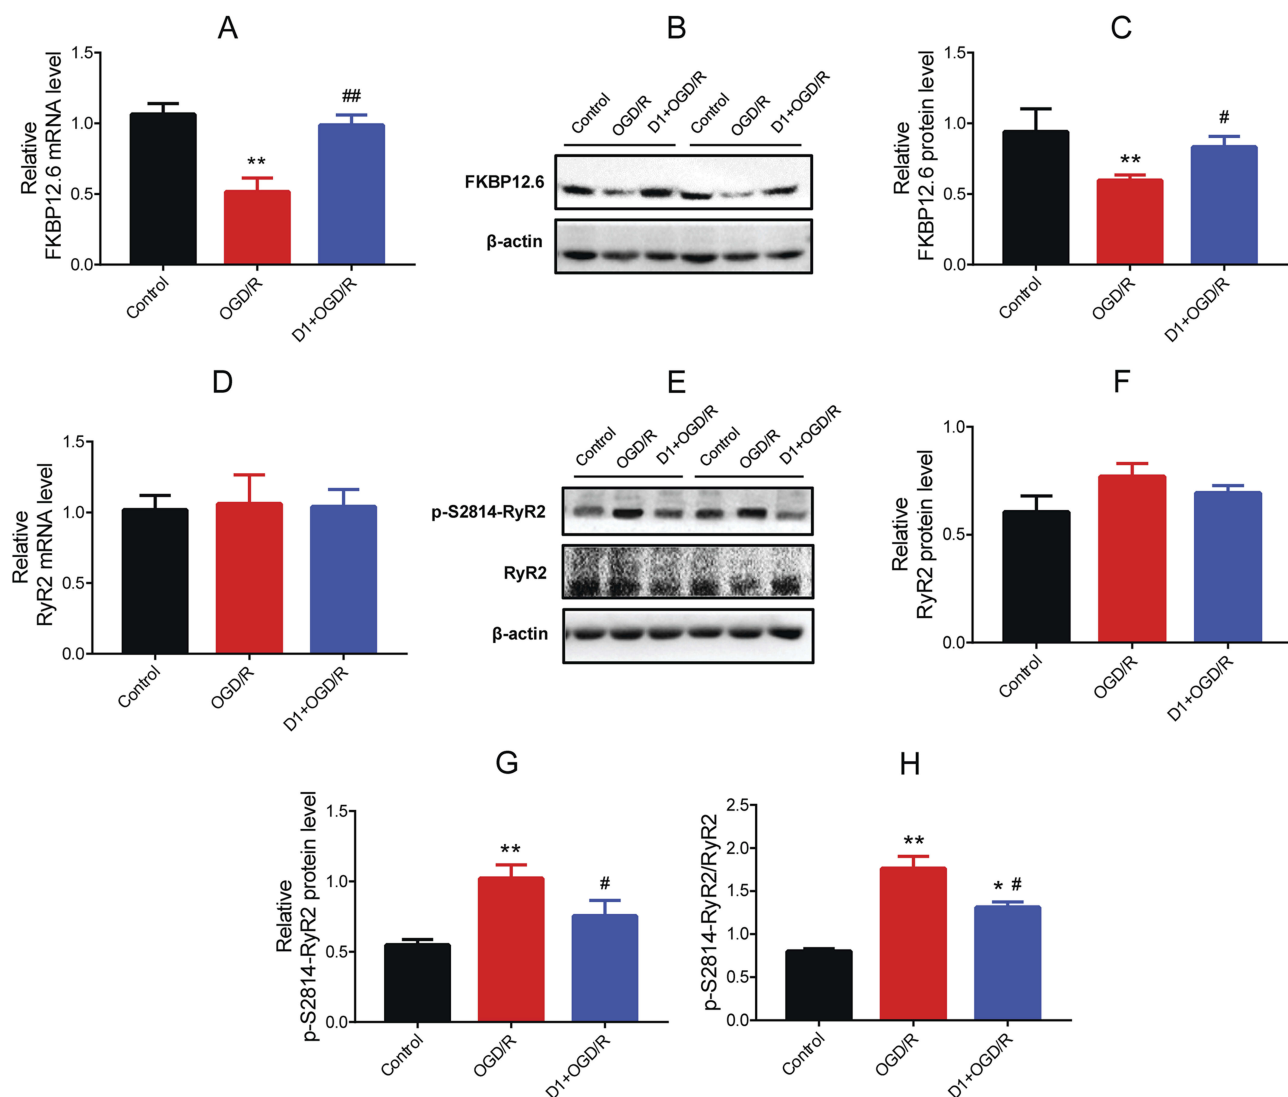 A
Relative
FKBP12.6 mRNA level
1.5
1.0
0.5
0.0
**
##
Control
OGD/R
D1+OGD/R
B
Control
OGD/R
D1+OGD/R
Control
OGD/R
D1+OGD/R
FKBP12.6
β-actin
C
Relative
FKBP12.6 protein level
1.5
1.0
0.5
0.0
**
#
Control
OGD/R
D1+OGD/R
D
Relative
RyR2 mRNA level
1.5
1.0
0.5
0.0
Control
OGD/R
D1+OGD/R
E
Control
OGD/R
D1+OGD/R
Control
OGD/R
D1+OGD/R
p-S2814-RyR2
RyR2
β-actin
F
Relative
RyR2 protein level
1.0
0.5
0.0
Control
OGD/R
D1+OGD/R
G
Relative
p-S2814-RyR2 protein level
1.5
1.0
0.5
0.0
**
#
Control
OGD/R
D1+OGD/R
H
p-S2814-RyR2/RyR2
2.5
2.0
1.5
1.0
0.5
0.0
**
* #
Control
OGD/R
D1+OGD/R